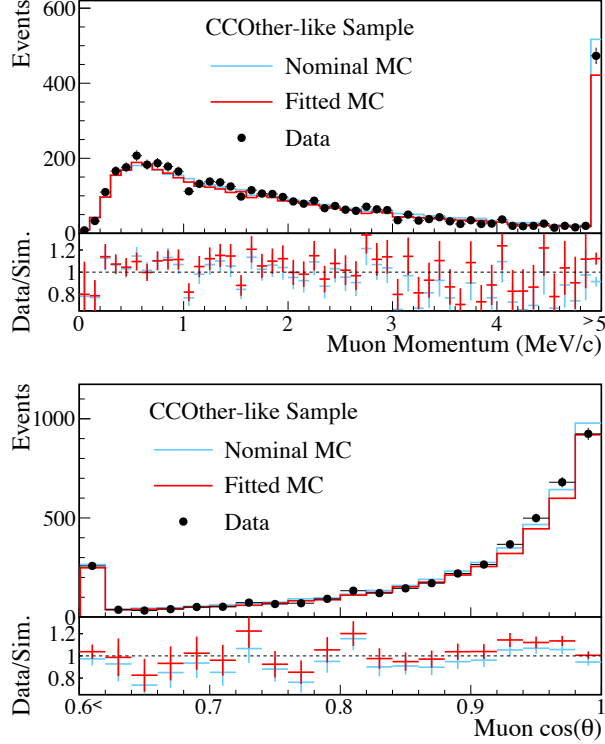 600
400
200
0
Events
CCOther-like Sample
Nominal MC
Fitted MC
Data
1.2
1
0.8
Data/Sim.
0 1 2 3 4 >5
Muon Momentum (MeV/c)
1000
500
0
Events
CCOther-like Sample
Nominal MC
Fitted MC
Data
1.2
1
0.8
Data/Sim.
0.6< 0.7 0.8 0.9 1
Muon cos(θ)